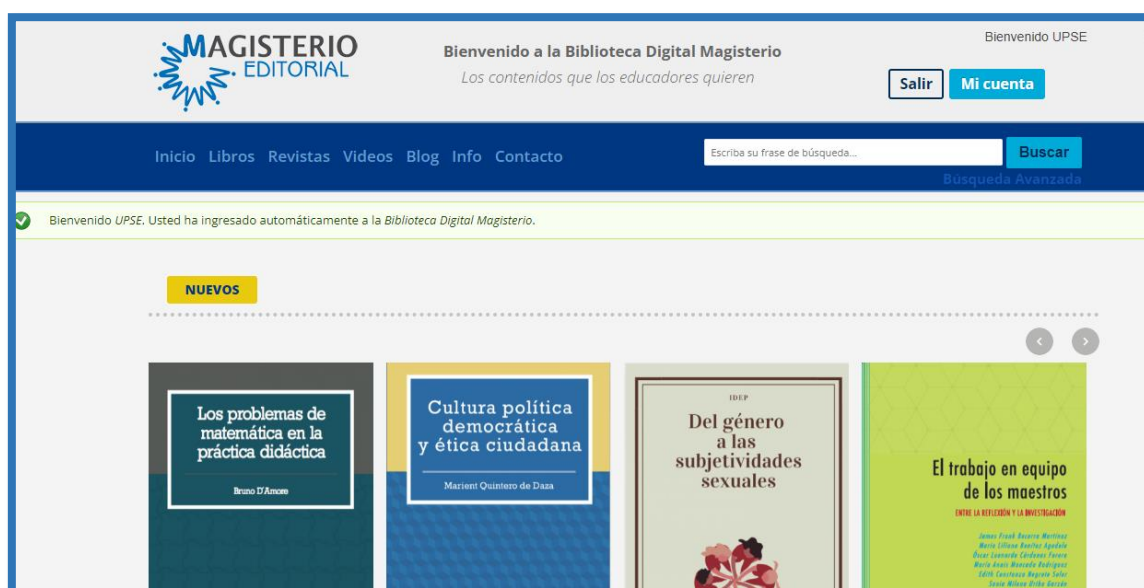 MAGISTERIO
EDITORIAL
Bienvenido a la Biblioteca Digital Magisterio
Los contenidos que los educadores quieren
Bienvenido UPSE
Salir
Mi cuenta
Inicio Libros Revistas Videos Blog Info Contacto
Escriba su frase de búsqueda...
Buscar
Búsqueda Avanzada
Bienvenido UPSE. Usted ha ingresado automáticamente a la Biblioteca Digital Magisterio.
NUEVOS
Los problemas de
matemática en la
práctica didáctica
Bruno D'Amore
Cultura política
democrática
y ética ciudadana
Marient Quintero de Daza
IDEP
Del género
a las
subjetividades
sexuales
El trabajo en equipo
de los maestros
ENTRE LA REFLEXIÓN Y LA INVESTIGACIÓN